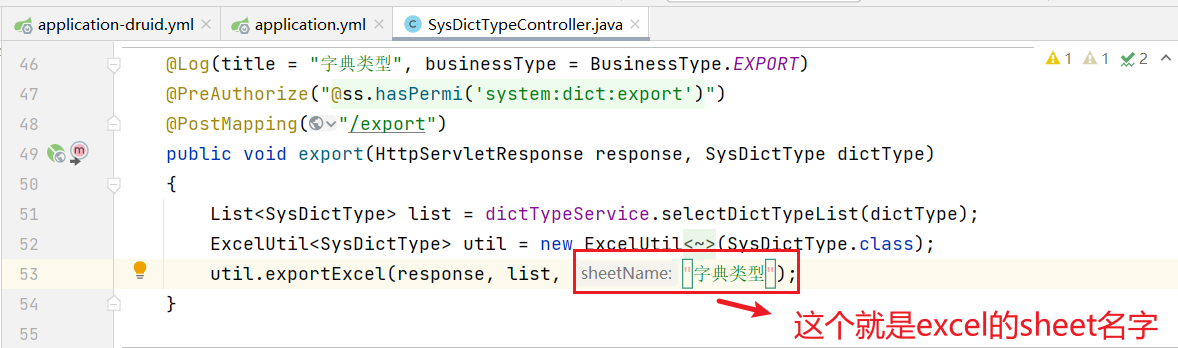 application-druid.yml application.yml SysDictTypeController.java
46 @Log(title = "字典类型", businessType = BusinessType.EXPORT) 1 1 2
47 @PreAuthorize("@ss.hasPermi('system:dict:export')")
48 @PostMapping("/export")
49 public void export(HttpServletResponse response, SysDictType dictType)
50 {
51 List<SysDictType> list = dictTypeService.selectDictTypeList(dictType);
52 ExcelUtil<SysDictType> util = new ExcelUtil<~>(SysDictType.class);
53 util.exportExcel(response, list, sheetName: "字典类型");
54 }
55
这个就是excel的sheet名字